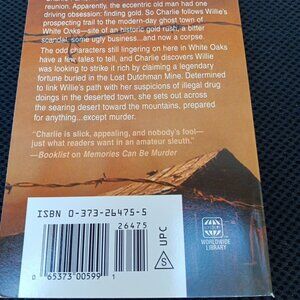 reunion. Apparently, the eccentric old man had one
driving obsession: finding gold. So Charlie follows Willie's
prospecting trail to the modern-day ghost town of
White Oaks—site of an historic gold rush, a bitter
scandal, some ugly business...and now a corpse.
The odd characters still lingering on here in White Oaks
have a few tales to tell, and Charlie discovers Willie
was looking to strike it rich by claiming a legendary
fortune buried in the Lost Dutchman Mine. Determined
to link Willie's path with her suspicions of illegal drug
doings in the deserted town, she sets out across
the searing desert toward the mountains, prepared
for anything...except murder.
"Charlie is slick, appealing, and nobody's fool—
just what readers want in an amateur sleuth."
—Booklist on Memories Can Be Murder
ISBN 0-373-26475-5
26475
0 65373 00599 1
UPC
S
WORLDWIDE
LIBRARY